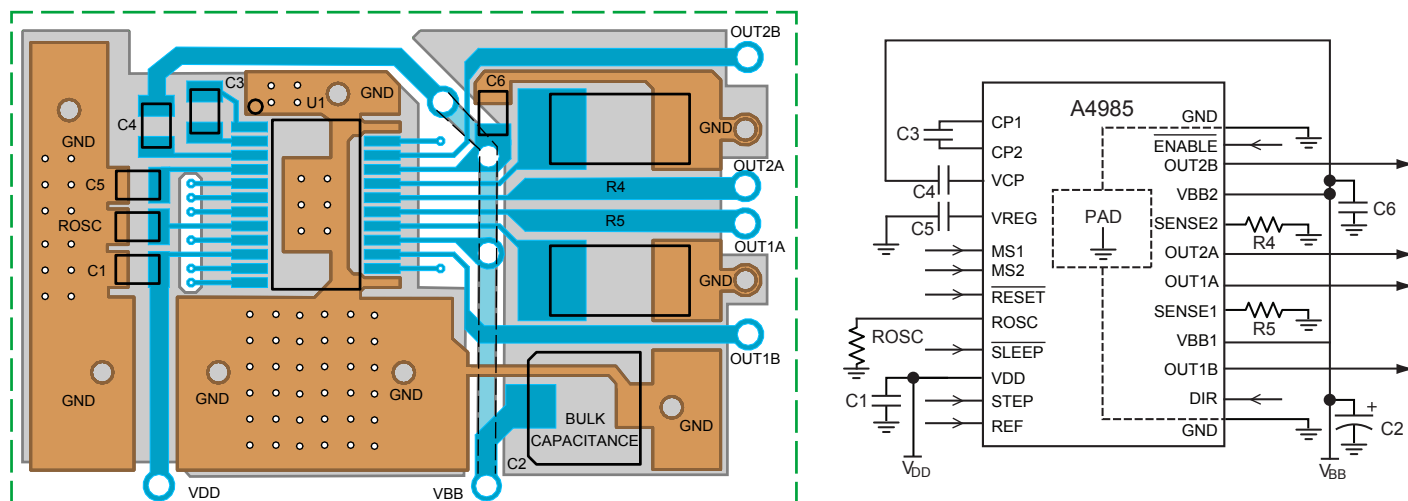 OUT2B
C3
C6
U1
GND
C4
GND
GND
OUT2A
C5
R4
ROSC
R5
OUT1A
C1
GND
OUT1B
GND
GND
GND
BULK
CAPACITANCE
GND
C2
VDD
VBB
A4985
CP1
CP2
VCP
VREG
MS1
MS2
RESET
ROSC
SLEEP
VDD
STEP
REF
PAD
GND
ENABLE
OUT2B
VBB2
SENSE2
OUT2A
OUT1A
SENSE1
VBB1
OUT1B
DIR
GND
C3
C4
C5
ROSC
C1
VDD
C6
R4
R5
+
C2
VBB